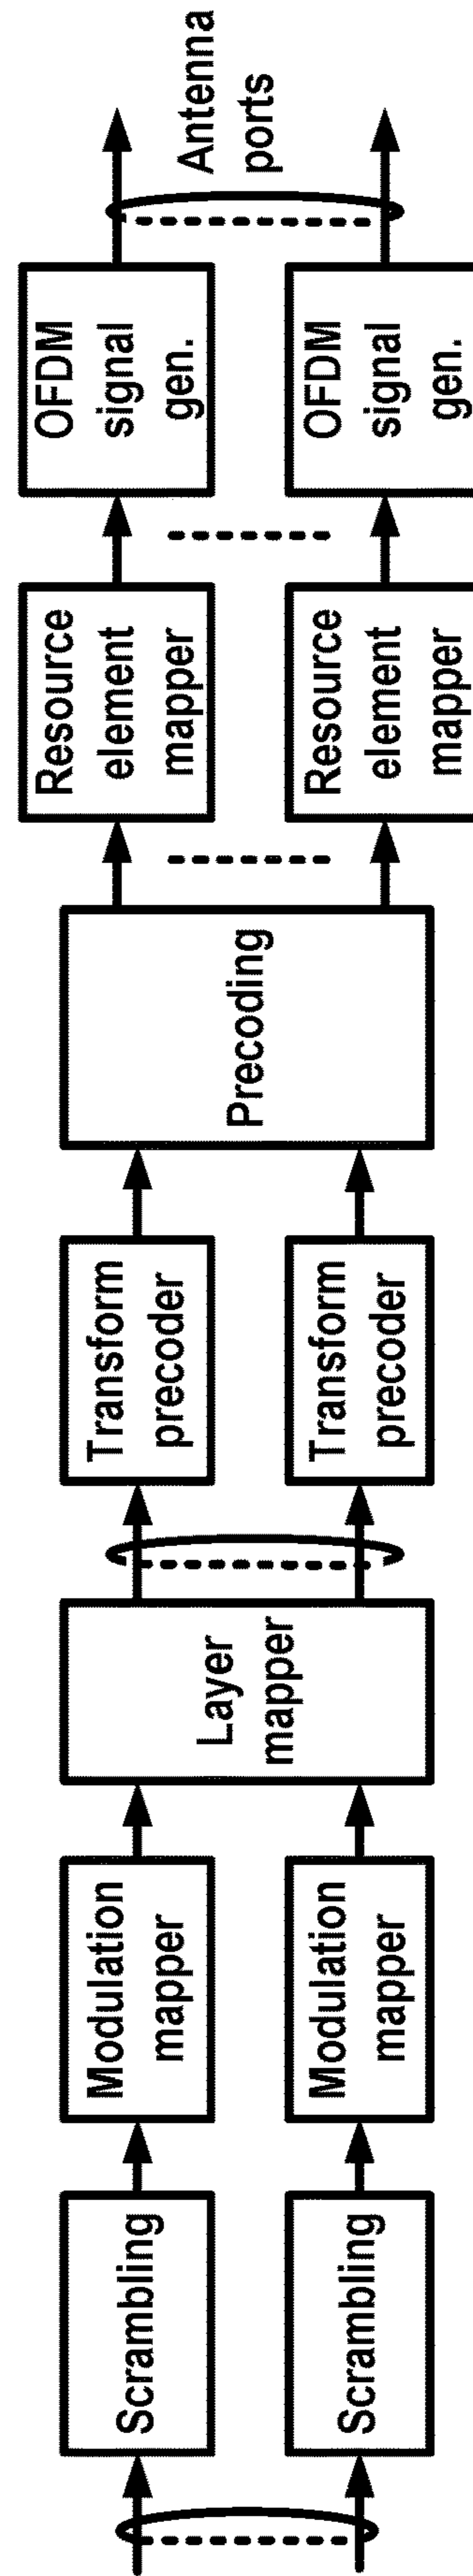 Scrambling
Scrambling
Modulation
mapper
Modulation
mapper
Layer
mapper
Transform
precoder
Transform
precoder
Precoding
Resource
element
mapper
Resource
element
mapper
OFDM
signal
gen.
OFDM
signal
gen.
Antenna
ports